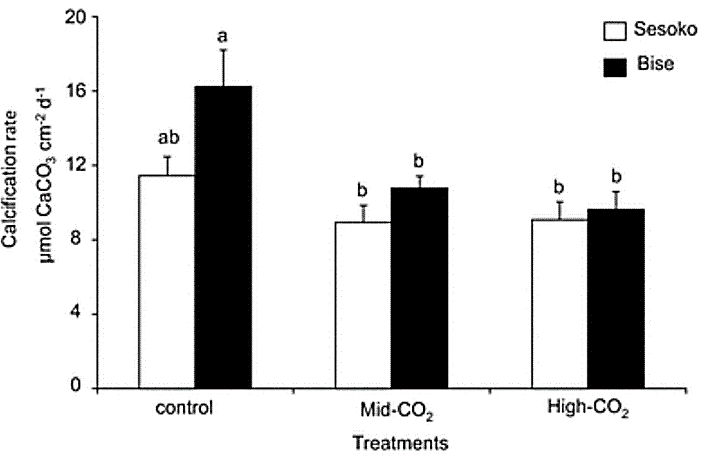 20
16
12
8
4
0
Calcification rate
µmol CaCO₃ cm⁻² d⁻¹
ab
a
b
b
b
b
Sesoko
Bise
control
Mid-CO₂
High-CO₂
Treatments